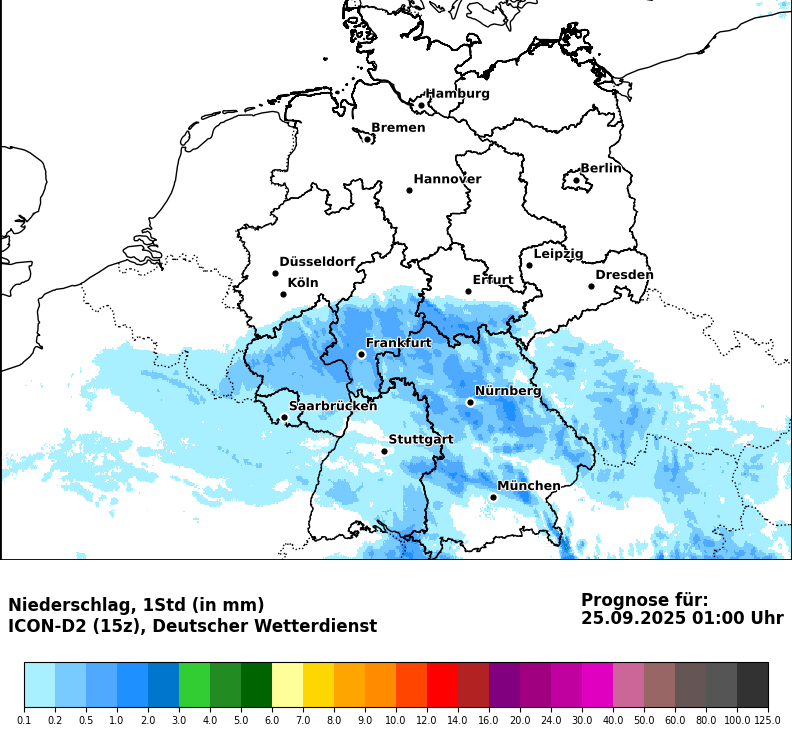 Hamburg
Bremen
Berlin
Hannover
Leipzig
Düsseldorf
Dresden
Köln
Erfurt
Frankfurt
Nürnberg
Saarbrücken
Stuttgart
München
Niederschlag, 1Std (in mm)
ICON-D2 (15z), Deutscher Wetterdienst
Prognose für:
25.09.2025 01:00 Uhr
0.1 0.2 0.5 1.0 2.0 3.0 4.0 5.0 6.0 7.0 8.0 9.0 10.0 12.0 14.0 16.0 20.0 24.0 30.0 40.0 50.0 60.0 80.0 100.0 125.0